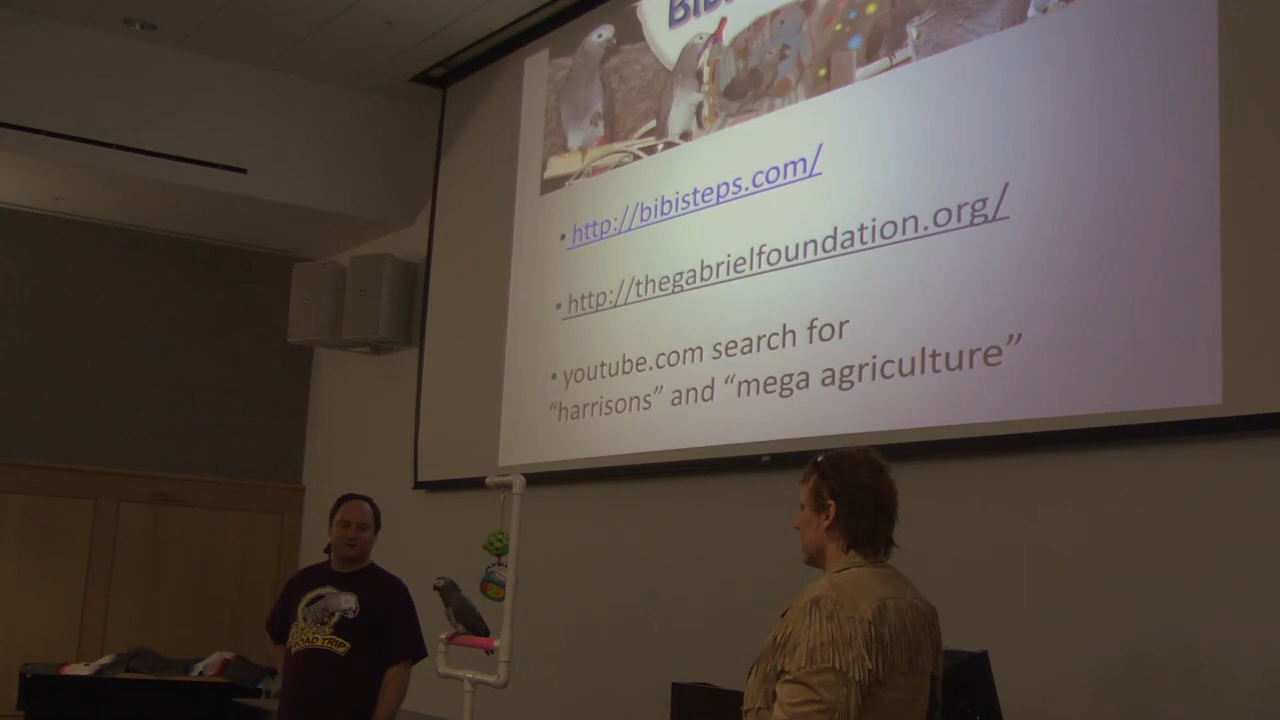 • http://bibisteps.com/
• http://thegabrielfoundation.org/
• youtube.com search for
“harrisons” and “mega agriculture”
ROAD TRIP